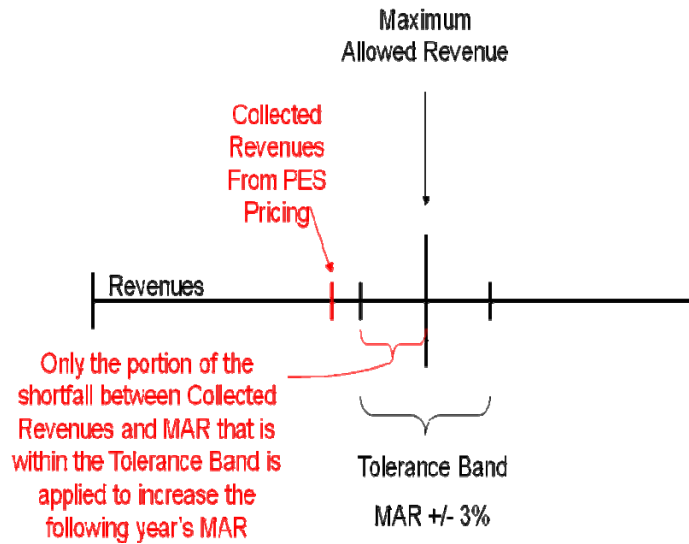 Maximum
Allowed Revenue
Collected
Revenues
From PES
Pricing
Revenues
Only the portion of the
shortfall between Collected
Revenues and MAR that is
within the Tolerance Band is
applied to increase the
following year's MAR
Tolerance Band
MAR +/- 3%